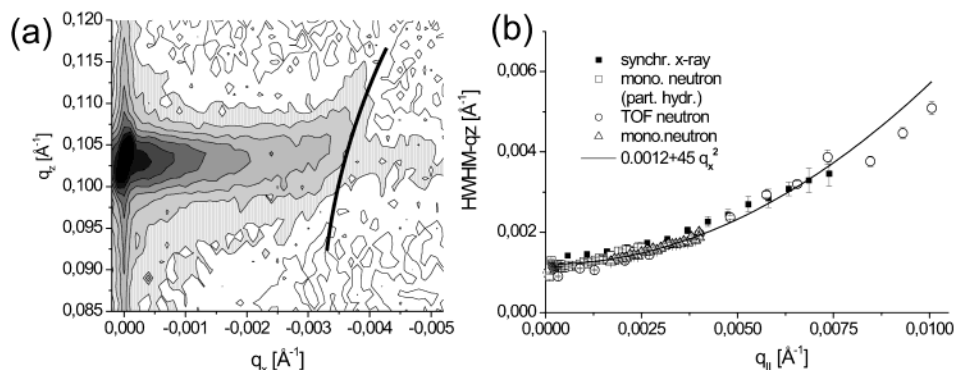 (a)
0,120
0,115
0,110
0,105
0,100
0,095
0,090
0,085
q_z [Å⁻¹]
0,000 -0,001 -0,002 -0,003 -0,004 -0,005
q_x [Å⁻¹]
(b)
0,006
0,004
0,002
0,000
HWHM-qz [Å⁻¹]
synchr. x-ray
mono. neutron
(part. hydr.)
TOF neutron
mono.neutron
0.0012+45 q_x²
0,0000 0,0025 0,0050 0,0075 0,0100
q_|| [Å⁻¹]